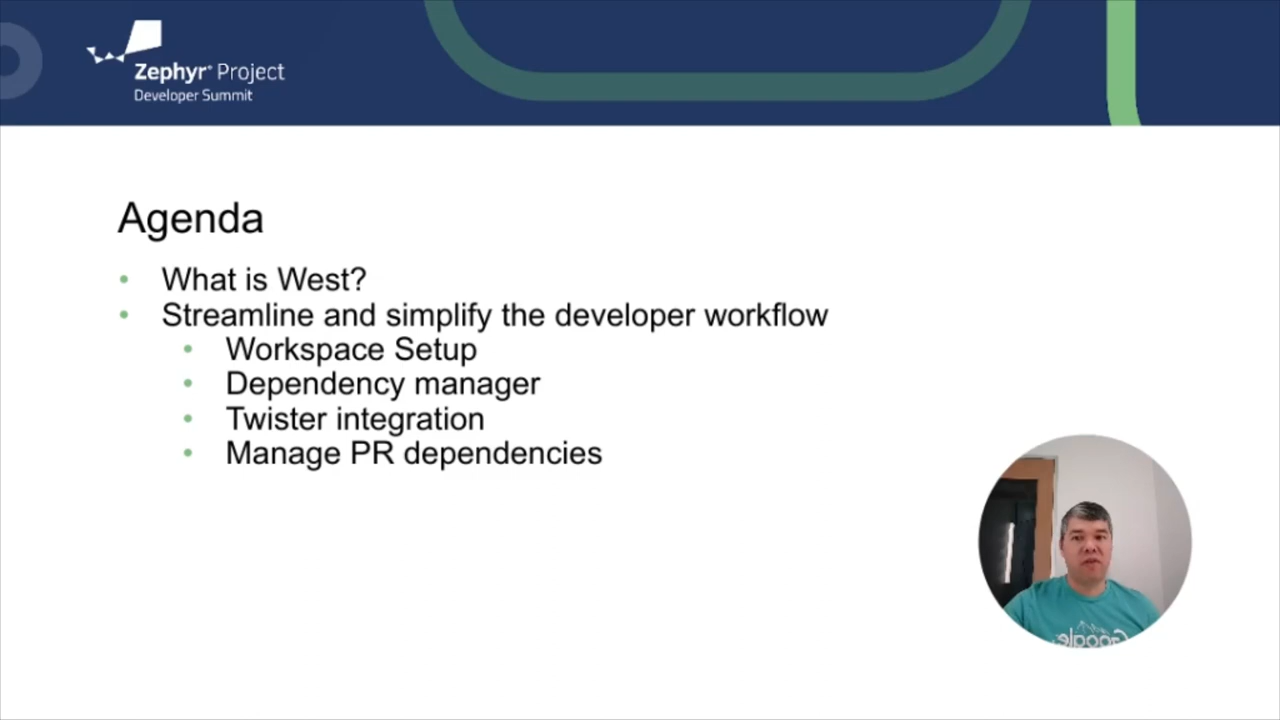 Zephyr® Project
Developer Summit
Agenda
• What is West?
• Streamline and simplify the developer workflow
• Workspace Setup
• Dependency manager
• Twister integration
• Manage PR dependencies
Google